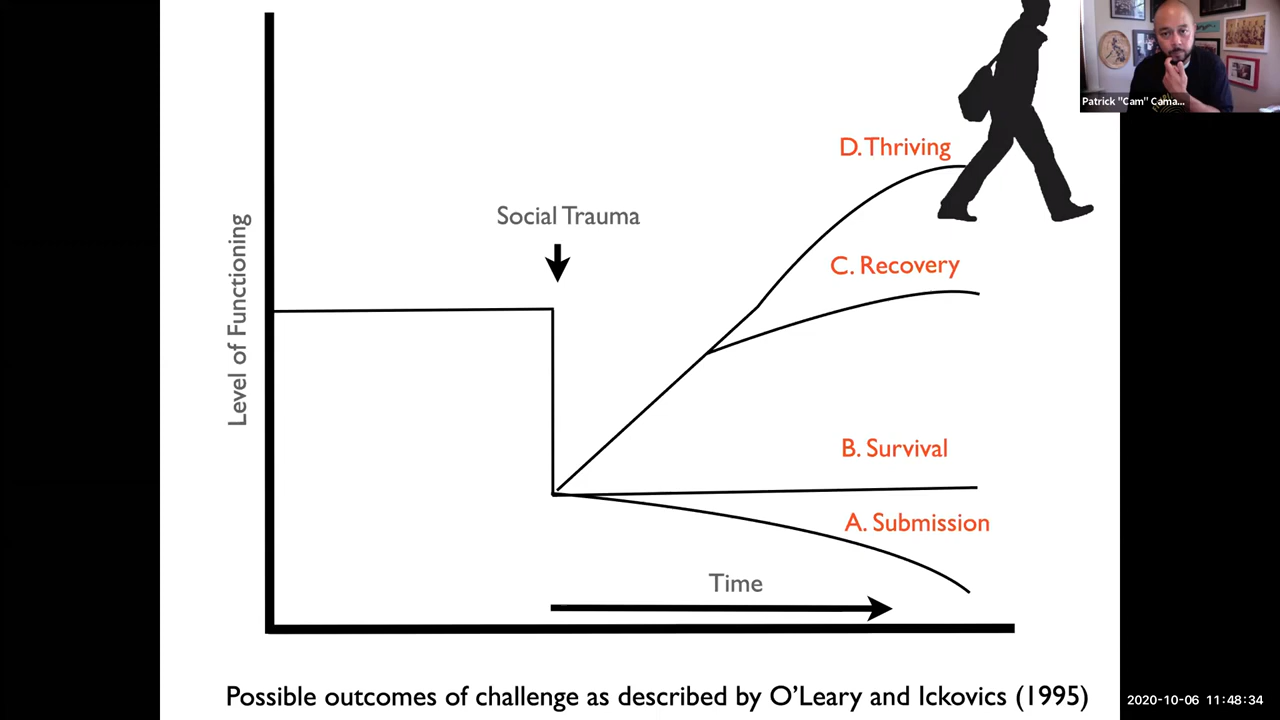 Patrick "Cam" Cama...
D. Thriving
Social Trauma
C. Recovery
Level of Functioning
B. Survival
A. Submission
Time
Possible outcomes of challenge as described by O'Leary and Ickovics (1995)
2020-10-06 11:48:34